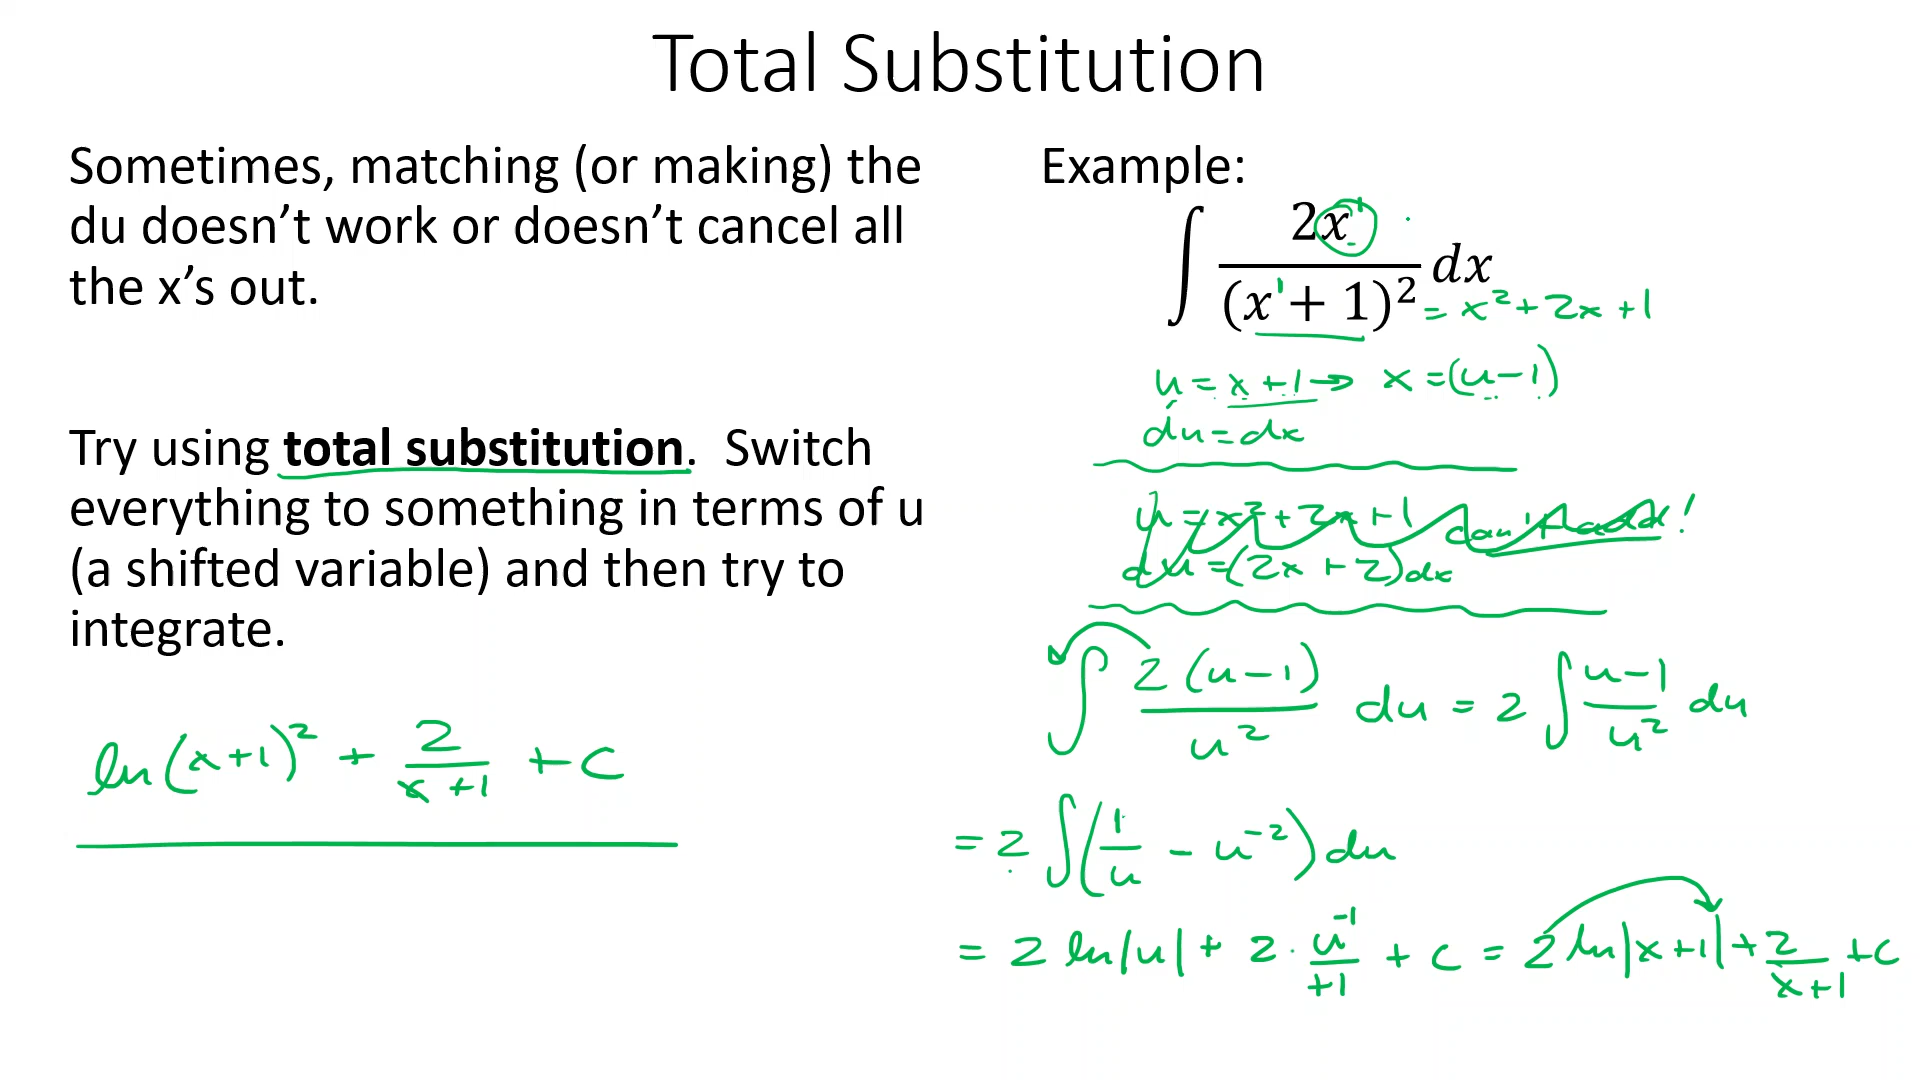 Total Substitution
Sometimes, matching (or making) the
du doesn’t work or doesn’t cancel all
the x’s out.
Try using total substitution. Switch
everything to something in terms of u
(a shifted variable) and then try to
integrate.
ln(x+1)² + 2/(x+1) + c
Example:
∫ 2x¹/(x¹ + 1)² dx = x² + 2x + 1
u = x+1 → x = (u−1)
du = dx
u = x² + 2x + 1 don't add!
du = (2x + 2)dx
∫ 2(u−1)/u² du = 2 ∫ (u−1)/u² du
= 2 ∫(1/u − u⁻²) du
= 2 ln|u| + 2 · u⁻¹/+1 + c = 2 ln|x+1| + 2/(x+1) + c